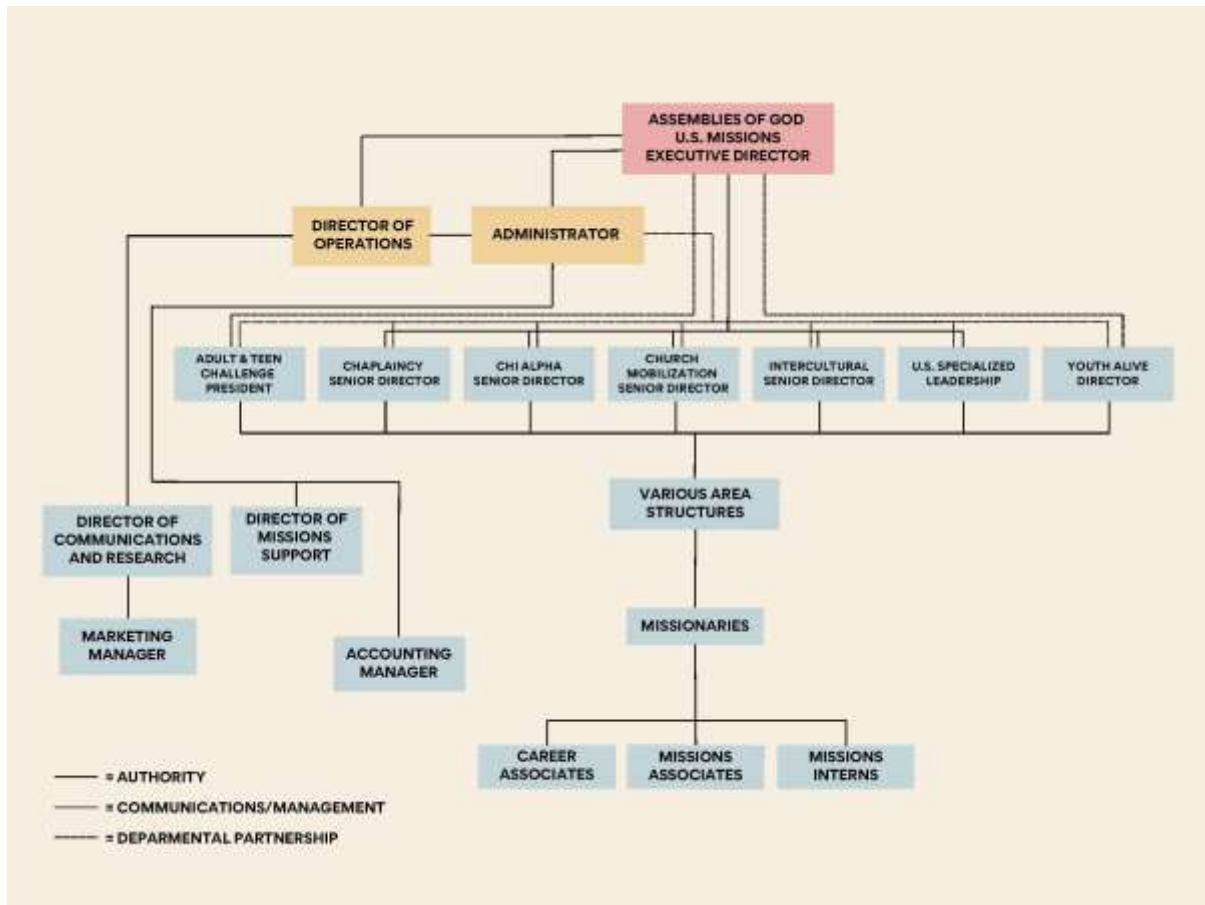 ASSEMBLIES OF GOD
U.S. MISSIONS
EXECUTIVE DIRECTOR
DIRECTOR OF
OPERATIONS
ADMINISTRATOR
ADULT & TEEN
CHALLENGE
PRESIDENT
CHAPLAINCY
SENIOR DIRECTOR
CHI ALPHA
SENIOR DIRECTOR
CHURCH
MOBILIZATION
SENIOR DIRECTOR
INTERCULTURAL
SENIOR DIRECTOR
U.S. SPECIALIZED
LEADERSHIP
YOUTH ALIVE
DIRECTOR
VARIOUS AREA
STRUCTURES
DIRECTOR OF
COMMUNICATIONS
AND RESEARCH
DIRECTOR OF
MISSIONS
SUPPORT
MARKETING
MANAGER
ACCOUNTING
MANAGER
MISSIONARIES
CAREER
ASSOCIATES
MISSIONS
ASSOCIATES
MISSIONS
INTERNS
= AUTHORITY
= COMMUNICATIONS/MANAGEMENT
= DEPARMENTAL PARTNERSHIP